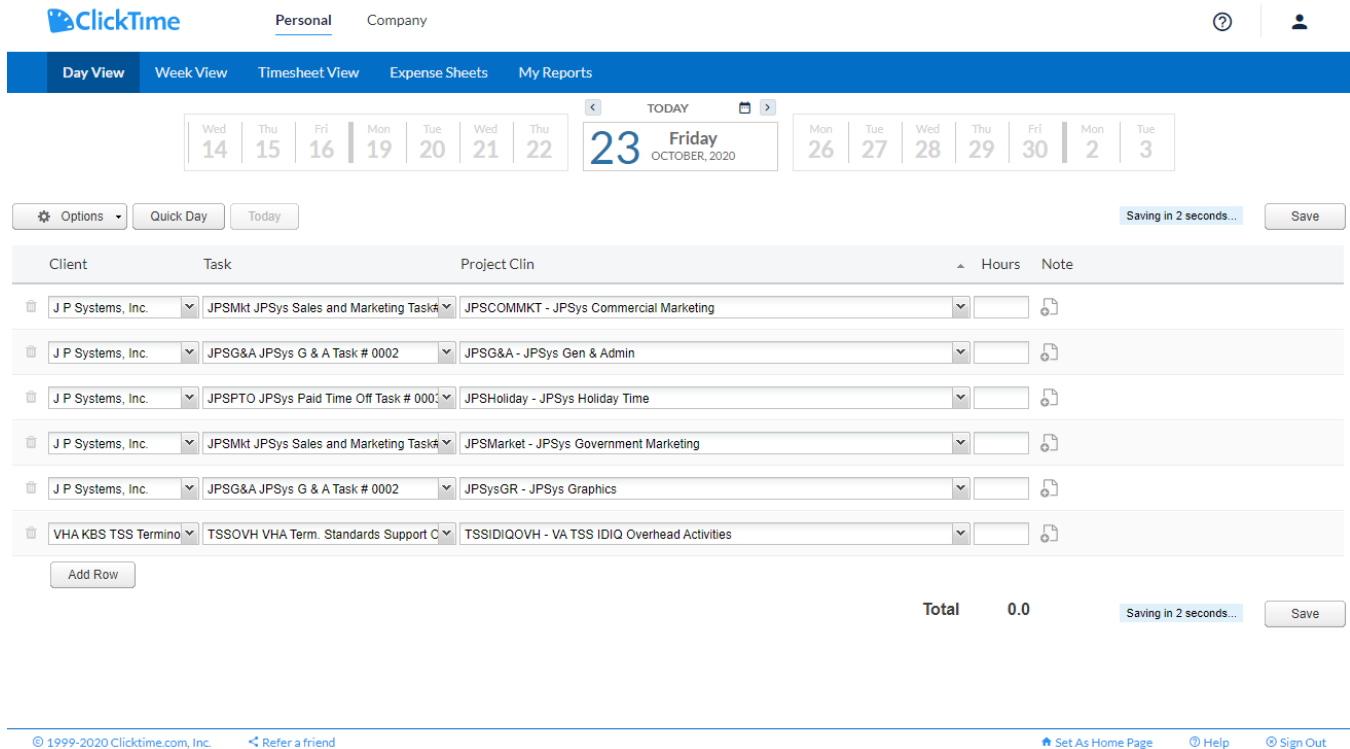 ClickTime
Personal Company
Day View Week View Timesheet View Expense Sheets My Reports
TODAY
Wed Thu Fri Mon Tue Wed Thu
14 15 16 19 20 21 22
23 Friday
OCTOBER, 2020
Mon Tue Wed Thu Fri Mon Tue
26 27 28 29 30 2 3
Options Quick Day Today Saving in 2 seconds... Save
Client Task Project Clin Hours Note
J P Systems, Inc. JPSMkt JPSys Sales and Marketing Task# JPSCOMMKT - JPSys Commercial Marketing
J P Systems, Inc. JPSG&A JPSys G & A Task # 0002 JPSG&A - JPSys Gen & Admin
J P Systems, Inc. JPSPTO JPSys Paid Time Off Task # 0003 JPSHoliday - JPSys Holiday Time
J P Systems, Inc. JPSMkt JPSys Sales and Marketing Task# JPSMarket - JPSys Government Marketing
J P Systems, Inc. JPSG&A JPSys G & A Task # 0002 JPSysGR - JPSys Graphics
VHA KBS TSS Termino TSSOVH VHA Term. Standards Support TSSIDIQOVH - VA TSS IDIQ Overhead Activities
Add Row
Total 0.0 Saving in 2 seconds... Save
© 1999-2020 Clicktime.com, Inc. Refer a friend Set As Home Page Help Sign Out